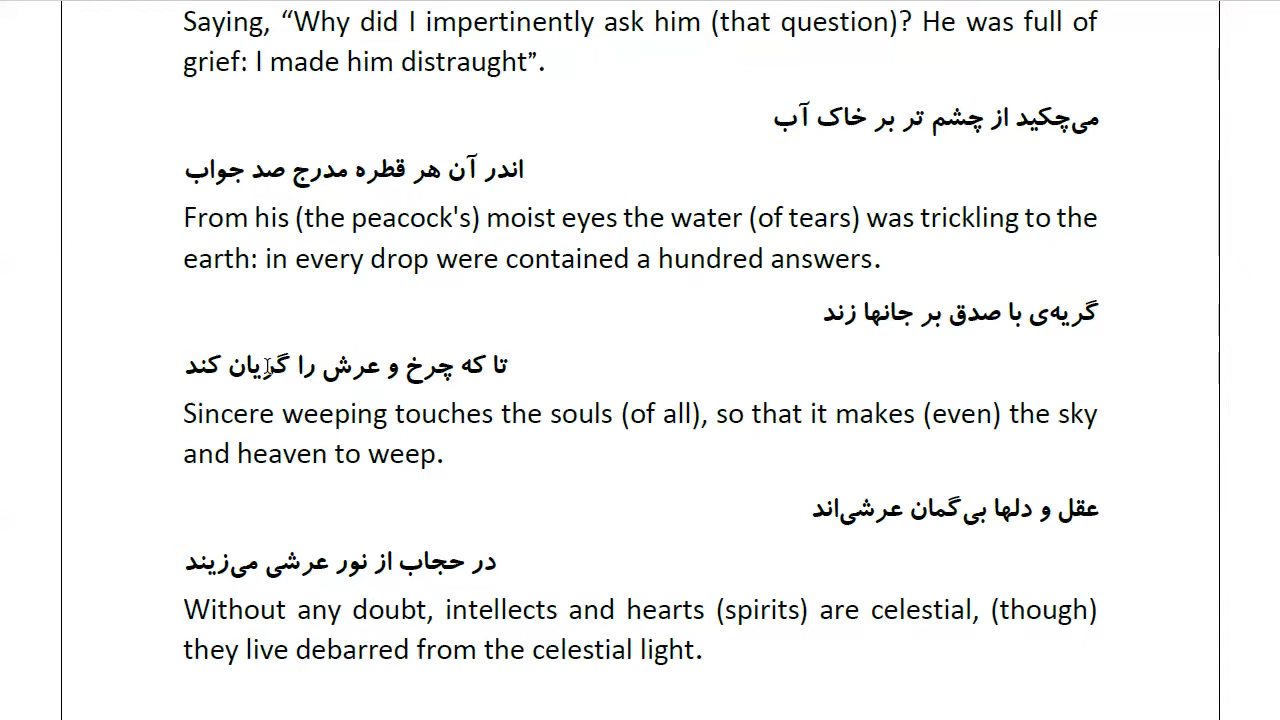 Saying, “Why did I impertinently ask him (that question)? He was full of
grief: I made him distraught”.
می‌چکید از چشم تر بر خاک آب
اندر آن هر قطره مدرج صد جواب
From his (the peacock's) moist eyes the water (of tears) was trickling to the
earth: in every drop were contained a hundred answers.
گریه‌ی با صدق بر جانها زند
تا که چرخ و عرش را گریان کند
Sincere weeping touches the souls (of all), so that it makes (even) the sky
and heaven to weep.
عقل و دلها بی‌گمان عرشی‌اند
در حجاب از نور عرشی می‌زیند
Without any doubt, intellects and hearts (spirits) are celestial, (though)
they live debarred from the celestial light.